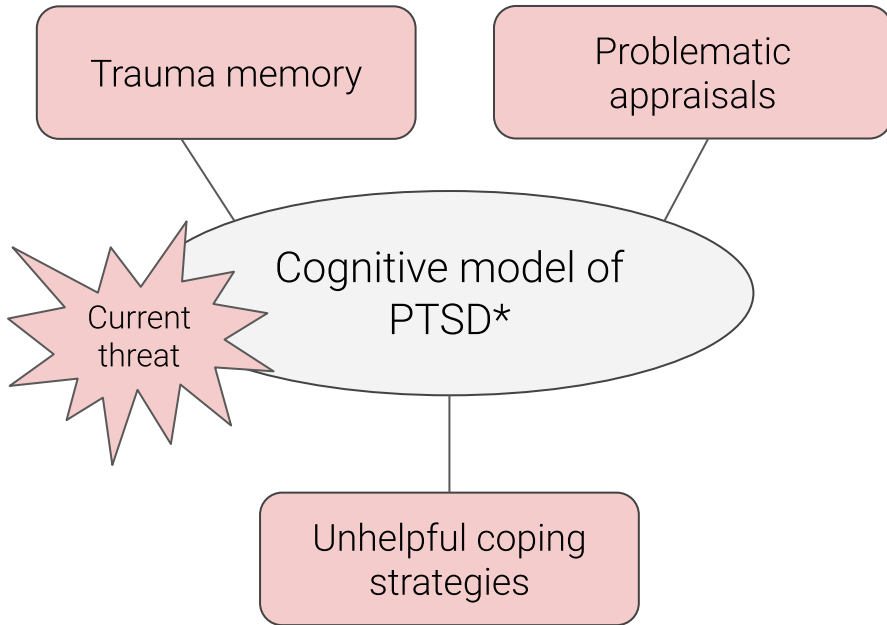 Trauma memory
Problematic
appraisals
Cognitive model of
PTSD*
Current
threat
Unhelpful coping
strategies